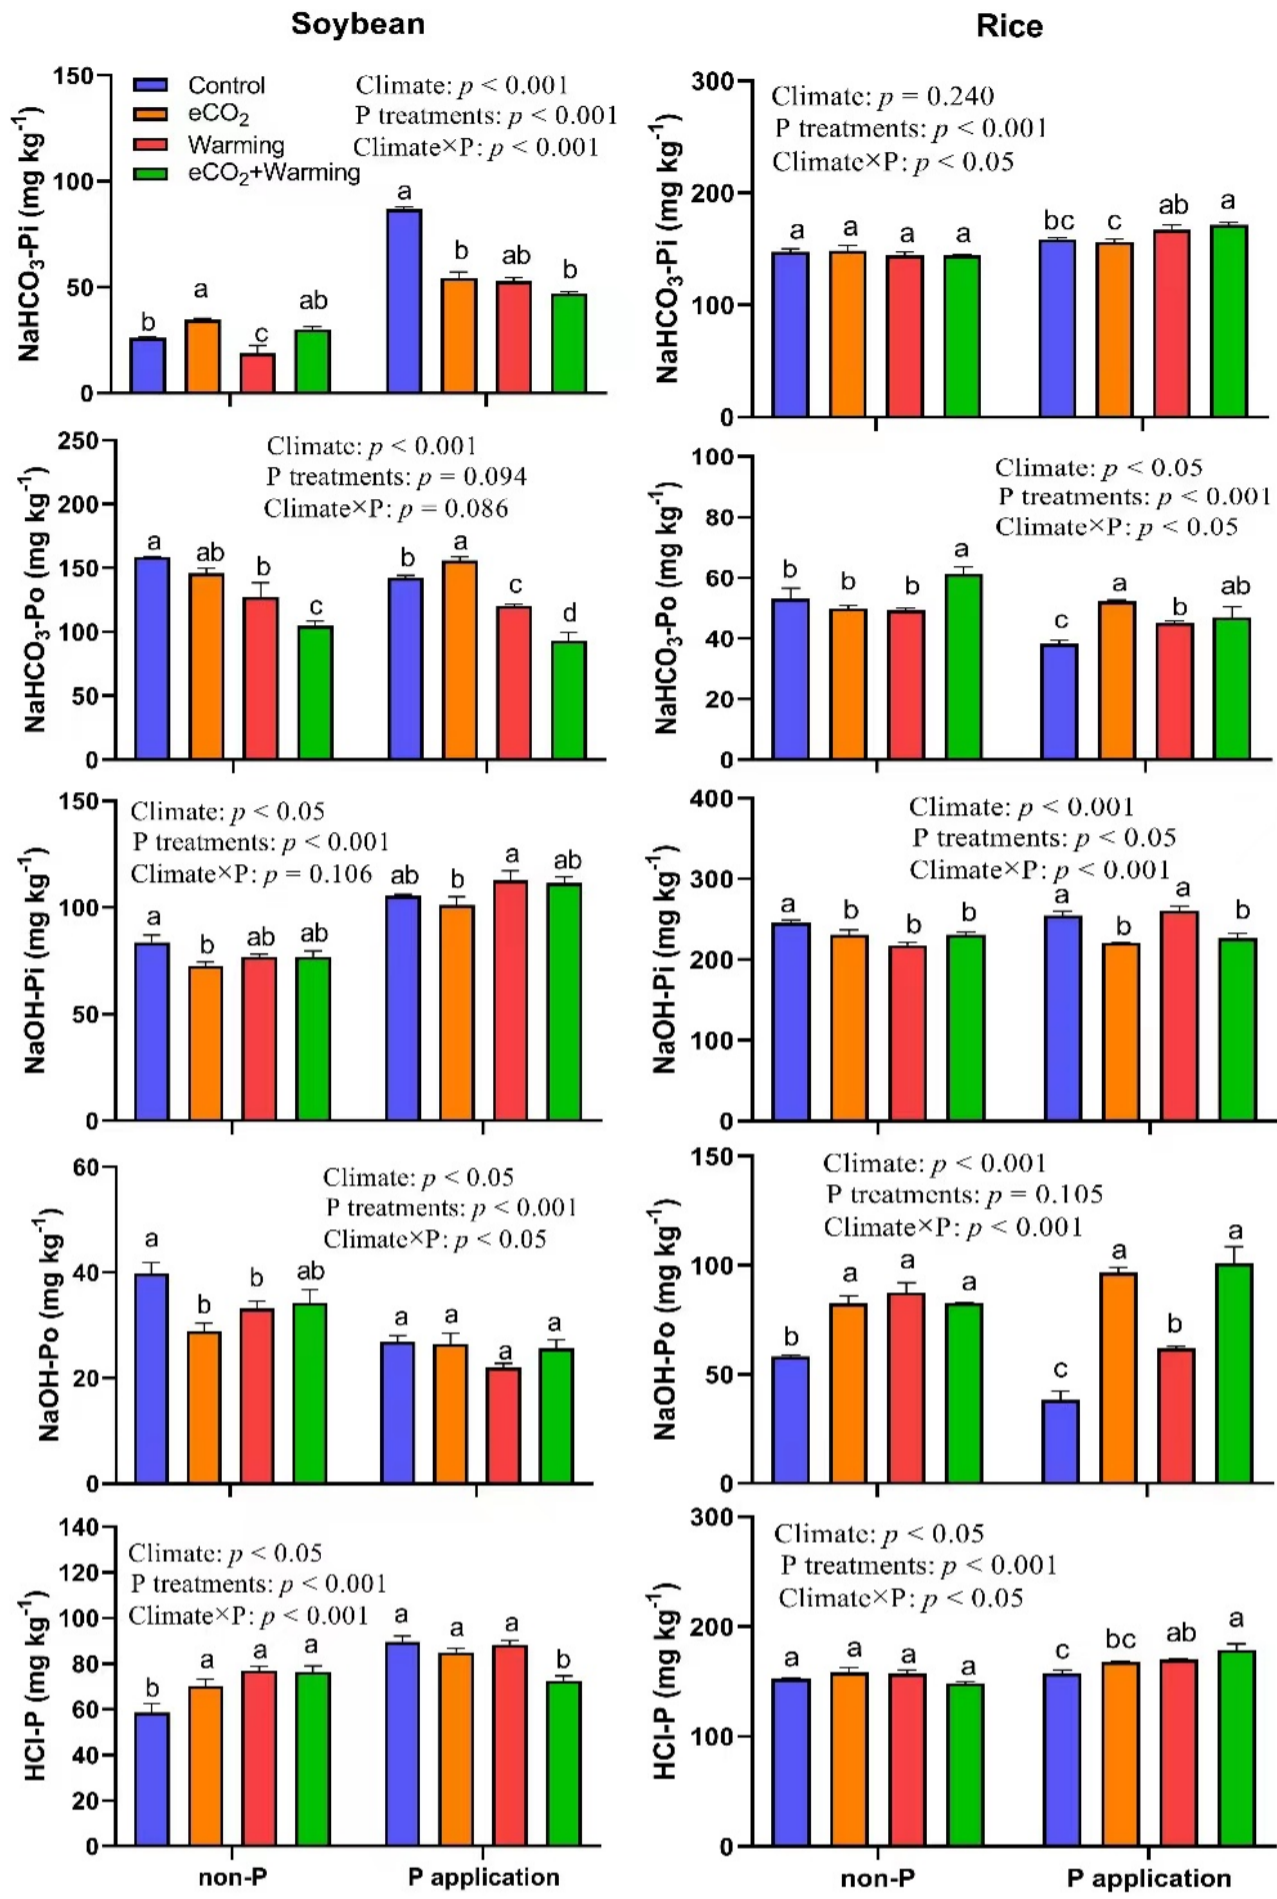 Soybean
Rice
NaHCO3-Pi (mg kg-1)
150
100
50
0
Control
eCO2
Warming
eCO2+Warming
Climate: p < 0.001
P treatments: p < 0.001
Climate×P: p < 0.001
b
a
c
ab
a
b
ab
b
NaHCO3-Pi (mg kg-1)
300
200
100
0
Climate: p = 0.240
P treatments: p < 0.001
Climate×P: p < 0.05
a
a
a
a
bc
c
ab
a
NaHCO3-Po (mg kg-1)
250
200
150
100
50
0
Climate: p < 0.001
P treatments: p = 0.094
Climate×P: p = 0.086
a
ab
b
c
b
a
c
d
NaHCO3-Po (mg kg-1)
100
80
60
40
20
0
Climate: p < 0.05
P treatments: p < 0.001
Climate×P: p < 0.05
b
b
b
a
c
a
b
ab
NaOH-Pi (mg kg-1)
150
100
50
0
Climate: p < 0.05
P treatments: p < 0.001
Climate×P: p = 0.106
a
b
ab
ab
ab
b
a
ab
NaOH-Pi (mg kg-1)
400
300
200
100
0
Climate: p < 0.001
P treatments: p < 0.05
Climate×P: p < 0.001
a
b
b
b
a
b
a
b
NaOH-Po (mg kg-1)
60
40
20
0
Climate: p < 0.05
P treatments: p < 0.001
Climate×P: p < 0.05
a
b
b
ab
a
a
a
a
NaOH-Po (mg kg-1)
150
100
50
0
Climate: p < 0.001
P treatments: p = 0.105
Climate×P: p < 0.001
b
a
a
a
c
a
b
a
HCl-P (mg kg-1)
140
120
100
80
60
40
20
0
Climate: p < 0.05
P treatments: p < 0.001
Climate×P: p < 0.001
b
a
a
a
a
a
a
b
non-P
P application
HCl-P (mg kg-1)
300
200
100
0
Climate: p < 0.05
P treatments: p < 0.001
Climate×P: p < 0.05
a
a
a
a
c
bc
ab
a
non-P
P application